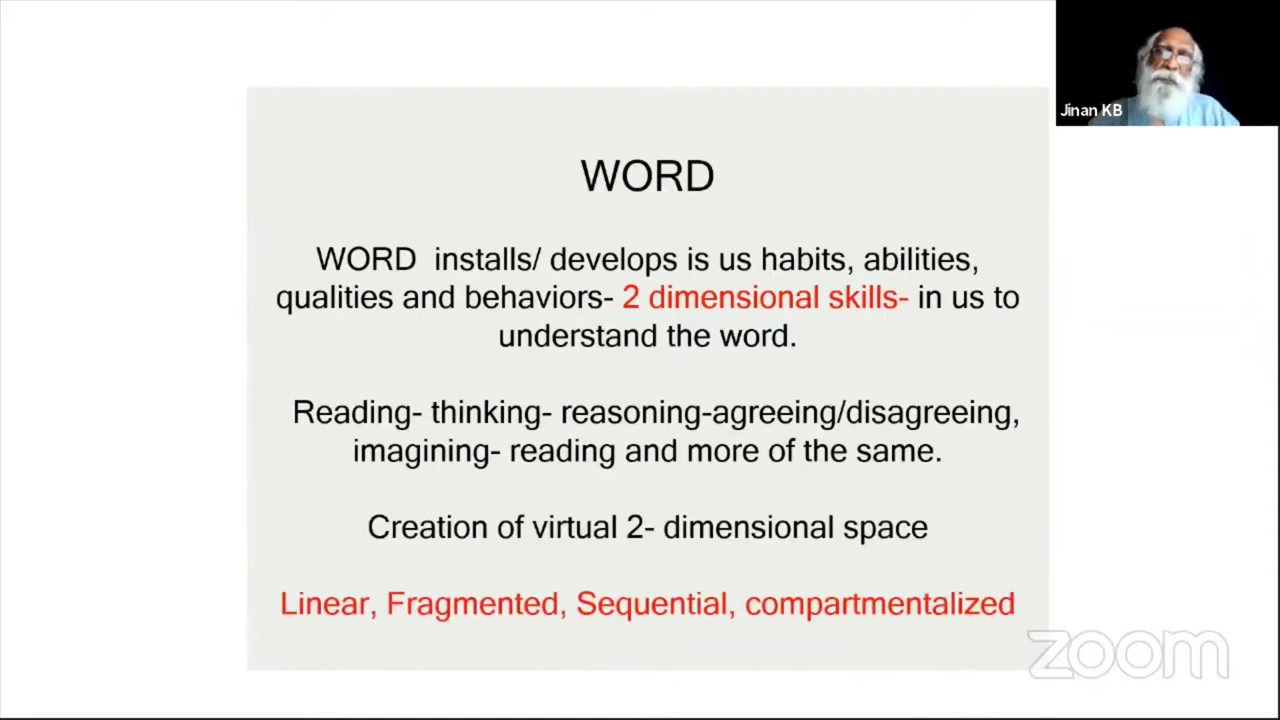 Jinan KB
WORD
WORD installs/ develops is us habits, abilities,
qualities and behaviors- 2 dimensional skills- in us to
understand the word.
Reading- thinking- reasoning-agreeing/disagreeing,
imagining- reading and more of the same.
Creation of virtual 2- dimensional space
Linear, Fragmented, Sequential, compartmentalized
zoom